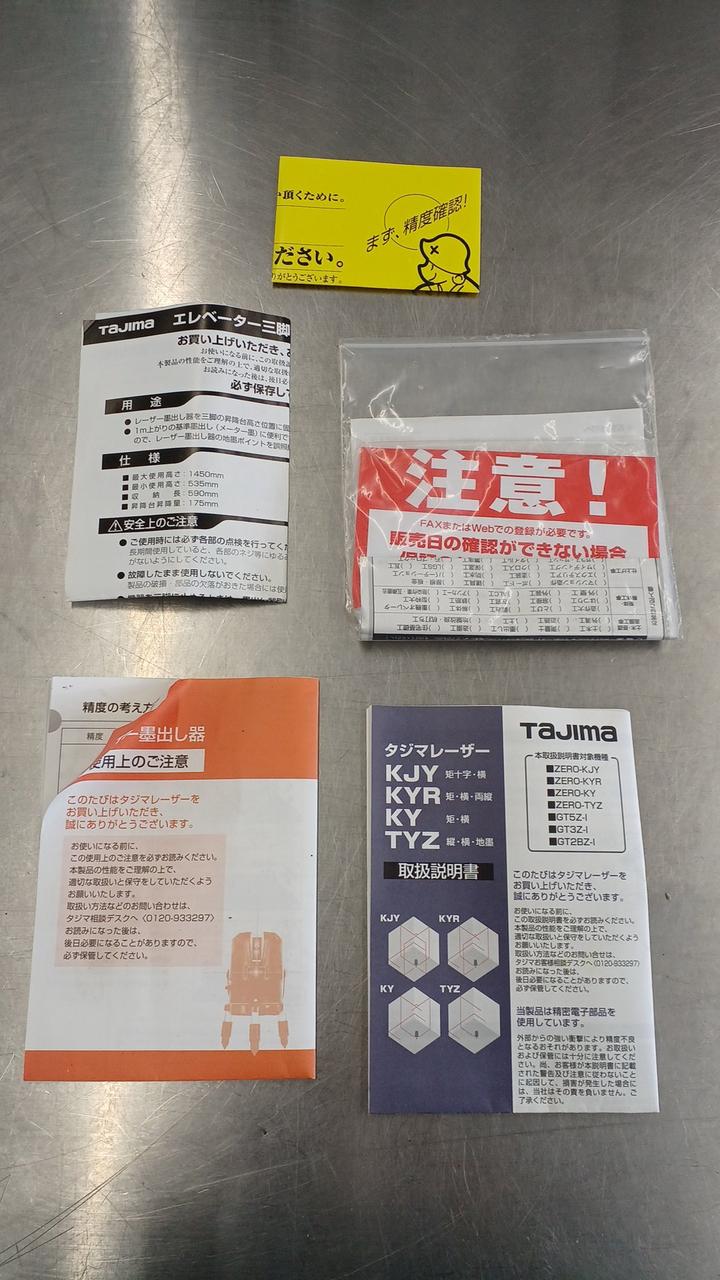 い頂くために。
まず、精度確認!
ださい。
りがとうございます。
TAJIMA エレベーター三脚
お買い上げいただき、
お使いになる前に、この取扱
本製品の性能をご理解の上で、適切な取扱
お読みになった後は、後日必
必ず保存して
用 途
● レーザー墨出し器を三脚の昇降台高さ位置に
● 1m上がりの基準墨出し(メーター墨)に便利で
ので、レーザー墨出し器の地墨ポイントを誤照
仕 様
■ 最大使用高さ:1450mm
■ 最小使用高さ:535mm
■ 収 納 長:590mm
■ 昇降台昇降量:175mm
安全上のご注意
● ご使用時には必ず各部の点検を行ってくた
長期間使用していると、各部のネジ等にゆる
がないようにしてください。
● 故障したまま使用しないでください。
製品の破損・部品の欠落がおきた場合には使
注意!
FAXまたはWebでの登録が必要です。
販売日の確認ができない場合
精度の考え方
精度
ー墨出し器
使用上のご注意
このたびはタジマレーザーを
お買い上げいただき、
誠にありがとうございます。
お使いになる前に、
この使用上のご注意を必ずお読みください。
本製品の性能をご理解の上で、
適切な取扱いと保守をしていただくよう
お願いいたします。
取扱い方法などのお問い合わせは、
タジマ相談デスクへ〈0120-933297〉
お読みになった後は、
後日必要になることがありますので、
必ず保管してください。
タジマレーザー
KJY 矩十字・横
KYR 矩・横・両縦
KY 矩・横
TYZ 縦・横・地墨
取扱説明書
KJY KYR
KY TYZ
TAJIMA
本取扱説明書対象機種
■ZERO-KJY
■ZERO-KYR
■ZERO-KY
■ZERO-TYZ
■GT5Z-I
■GT3Z-I
■GT2BZ-I
このたびはタジマレーザーを
お買い上げいただき、
誠にありがとうございます。
お使いになる前に、
この取扱説明書を必ずお読みください。
本製品の性能をご理解の上で、
適切な取扱いと保守をしていただくよう
お願いいたします。
取扱い方法などのお問い合せは、
タジマお客様相談デスクへ〈0120-933297〉
お読みになった後は、
後日必要になることがありますので、
必ず保管してください。
当製品は精密電子部品を
使用しています。
外部からの強い衝撃により精度不良
となるおそれがあります。お取扱い
および保管には十分に注意してくだ
さい。尚、お客様が本説明書に記載
された警告及び注意に従わないこと
に起因して、損害が発生した場合に
は、当社はその責を負いません。ご
了承ください。